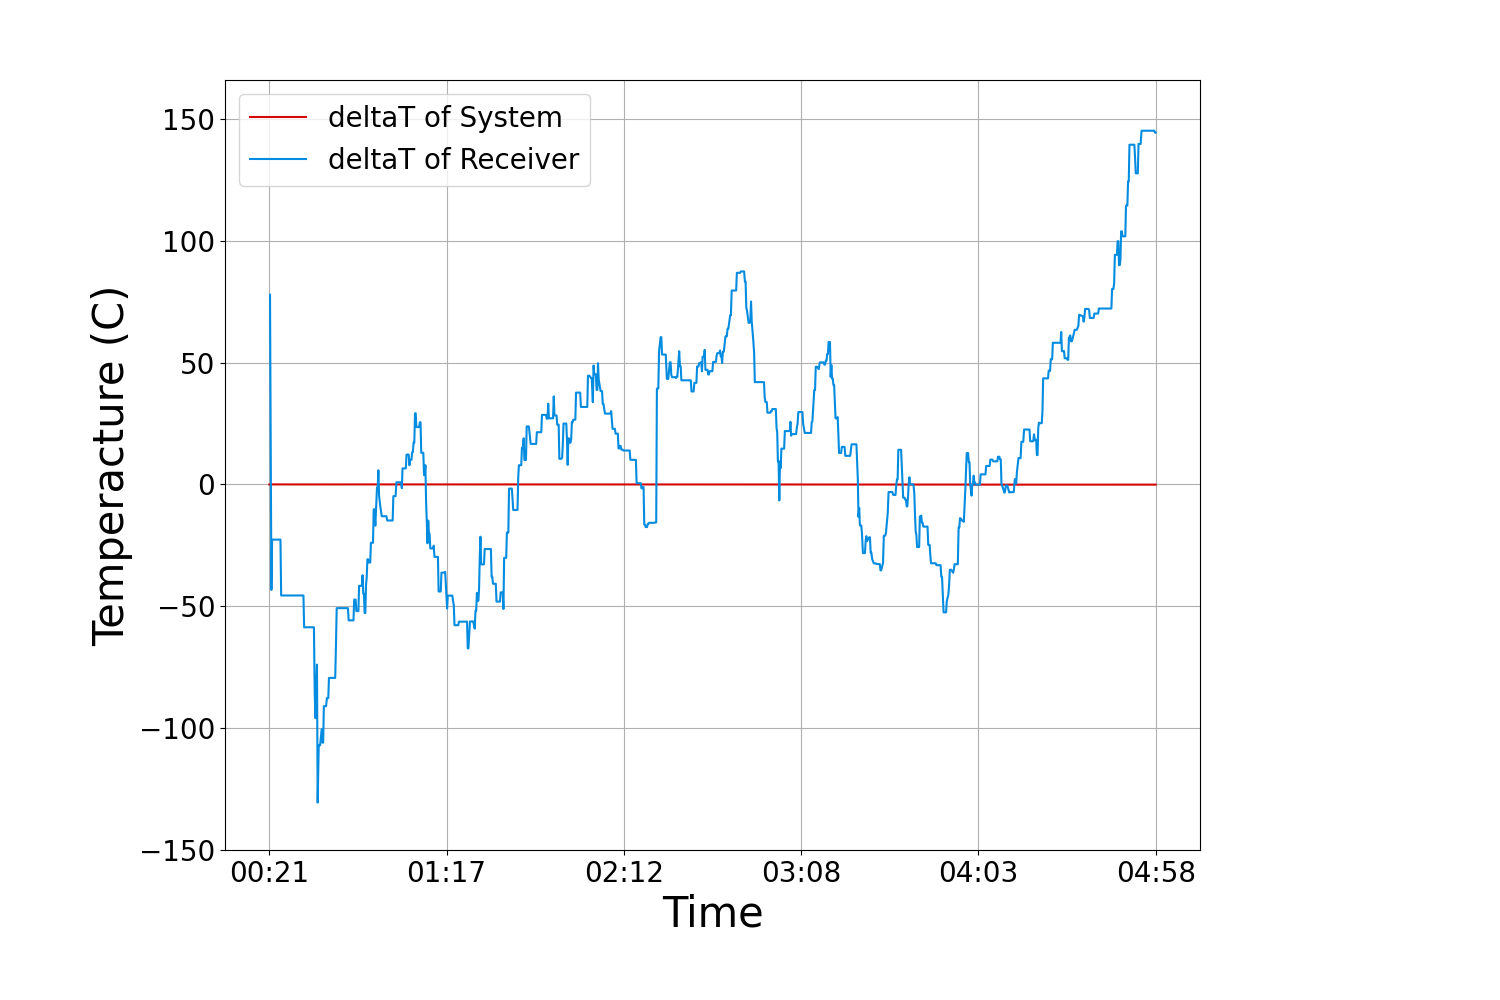 deltaT of System
deltaT of Receiver
Temperacture (C)
150
100
50
0
−50
−100
−150
00:21 01:17 02:12 03:08 04:03 04:58
Time